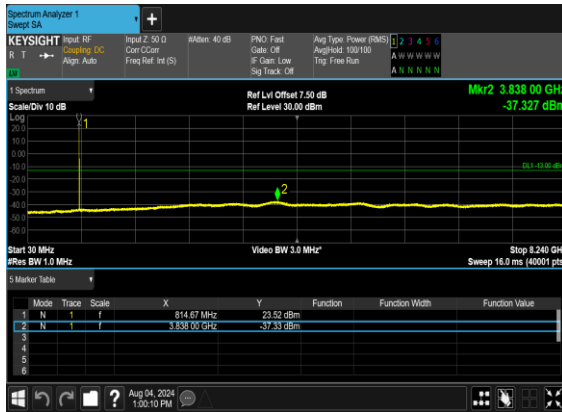 Spectrum Analyzer 1
Swept SA
+
KEYSIGHT Input: RF Input Z: 50 Ω #Atten: 40 dB PNO: Fast Avg Type: Power (RMS) 1 2 3 4 5 6
R T Coupling: DC Corr CCorr Gate: Off Avg|Hold: 100/100 A W W W W W
Align: Auto Freq Ref: Int (S) IF Gain: Low Trig: Free Run
Sig Track: Off A N N N N N
1 Spectrum
Scale/Div 10 dB
Ref Lvl Offset 7.50 dB
Ref Level 30.00 dBm
Mkr2 3.838 00 GHz
-37.327 dBm
Log
20.0
10.0
0.00
-10.0
-20.0
-30.0
-40.0
-50.0
-60.0
1
2
DL1 -13.00 dBm
Start 30 MHz Video BW 3.0 MHz* Stop 8.240 GHz
#Res BW 1.0 MHz Sweep 16.0 ms (40001 pts)
5 Marker Table
Mode Trace Scale X Y Function Function Width Function Value
1 N 1 f 814.67 MHz 23.52 dBm
2 N 1 f 3.838 00 GHz -37.33 dBm
3
4
5
6
? Aug 04, 2024
1:00:10 PM